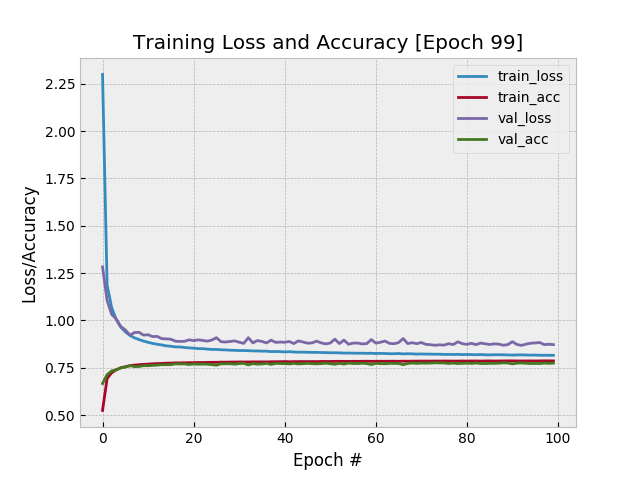 Training Loss and Accuracy [Epoch 99]
train_loss
train_acc
val_loss
val_acc
2.25
2.00
1.75
1.50
1.25
1.00
0.75
0.50
Loss/Accuracy
0
20
40
60
80
100
Epoch #